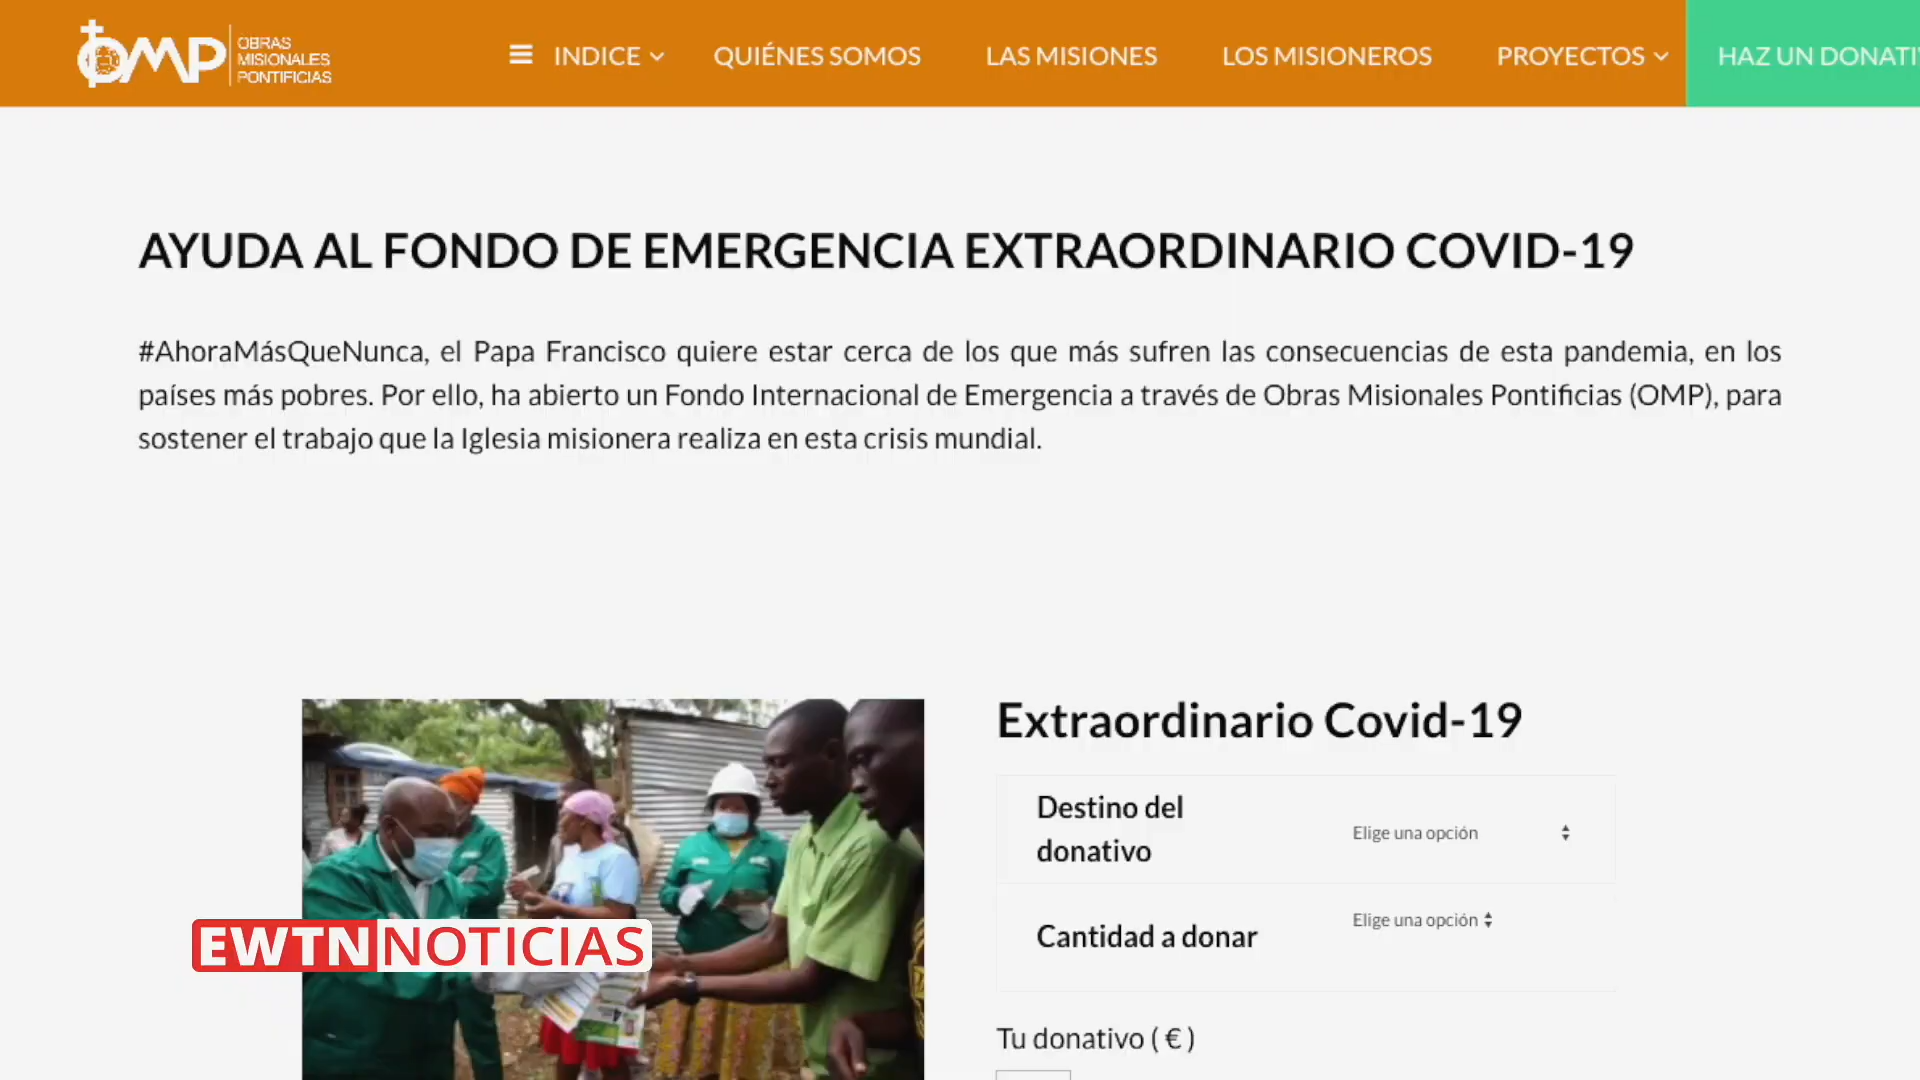 OMP OBRAS
MISIONALES
PONTIFICIAS
INDICE QUIÉNES SOMOS LAS MISIONES LOS MISIONEROS PROYECTOS HAZ UN DONATI
AYUDA AL FONDO DE EMERGENCIA EXTRAORDINARIO COVID-19
#AhoraMásQueNunca, el Papa Francisco quiere estar cerca de los que más sufren las consecuencias de esta pandemia, en los
países más pobres. Por ello, ha abierto un Fondo Internacional de Emergencia a través de Obras Misionales Pontificias (OMP), para
sostener el trabajo que la Iglesia misionera realiza en esta crisis mundial.
Extraordinario Covid-19
Destino del
donativo
Elige una opción
Cantidad a donar
Elige una opción
Tu donativo ( € )
EWTN NOTICIAS